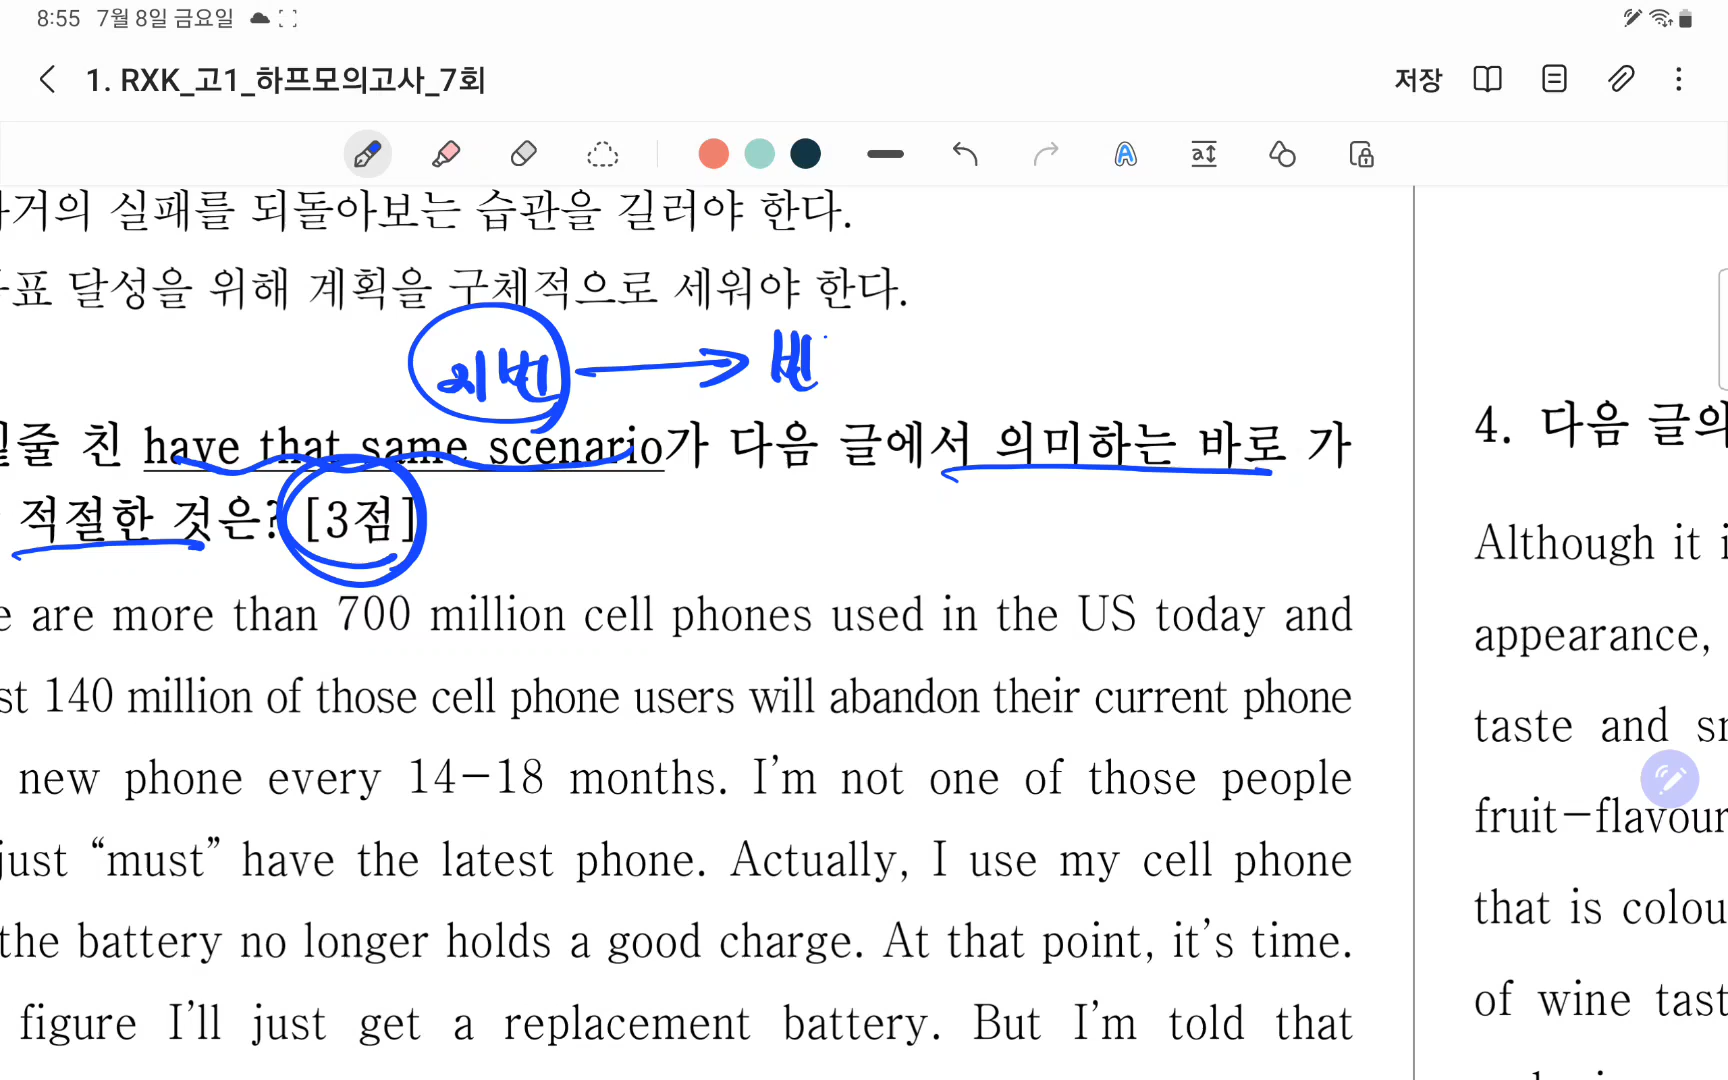 8:55 7월 8일 금요일
1. RXK_고1_하프모의고사_7회
저장
거의 실패를 되돌아보는 습관을 길러야 한다.
표 달성을 위해 계획을 구체적으로 세워야 한다.
지번 → 빈
줄 친 have that same scenario가 다음 글에서 의미하는 바로 가
적절한 것은? [3점]
are more than 700 million cell phones used in the US today and
140 million of those cell phone users will abandon their current phone
new phone every 14-18 months. I'm not one of those people
just “must” have the latest phone. Actually, I use my cell phone
the battery no longer holds a good charge. At that point, it's time.
figure I'll just get a replacement battery. But I'm told that
4. 다음 글의
Although it
appearance,
taste and
fruit-flavour
that is colou
of wine tast